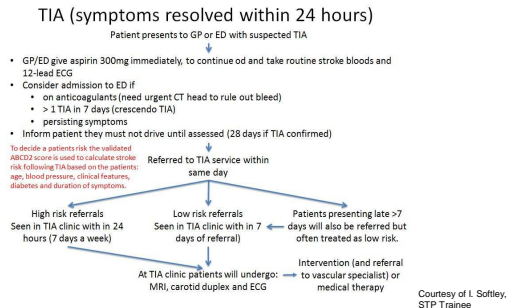 TIA (symptoms resolved within 24 hours)
Patient presents to GP or ED with suspected TIA
• GP/ED give aspirin 300mg immediately, to continue od and take routine stroke bloods and
12-lead ECG
• Consider admission to ED if
• on anticoagulants (need urgent CT head to rule out bleed)
• > 1 TIA in 7 days (crescendo TIA)
• persisting symptoms
• Inform patient they must not drive until assessed (28 days if TIA confirmed)
To decide a patients risk the validated
ABCD2 score is used to calculate stroke
risk following TIA based on the patients:
age, blood pressure, clinical features,
diabetes and duration of symptoms.
Referred to TIA service within
same day
High risk referrals
Seen in TIA clinic with in 24
hours (7 days a week)
Low risk referrals
Seen in TIA clinic with in 7
days of referral)
Patients presenting late >7
days will also be referred but
often treated as low risk.
At TIA clinic patients will undergo:
MRI, carotid duplex and ECG
Intervention (and referral
to vascular specialist) or
medical therapy
Courtesy of I. Softley,
STP Trainee